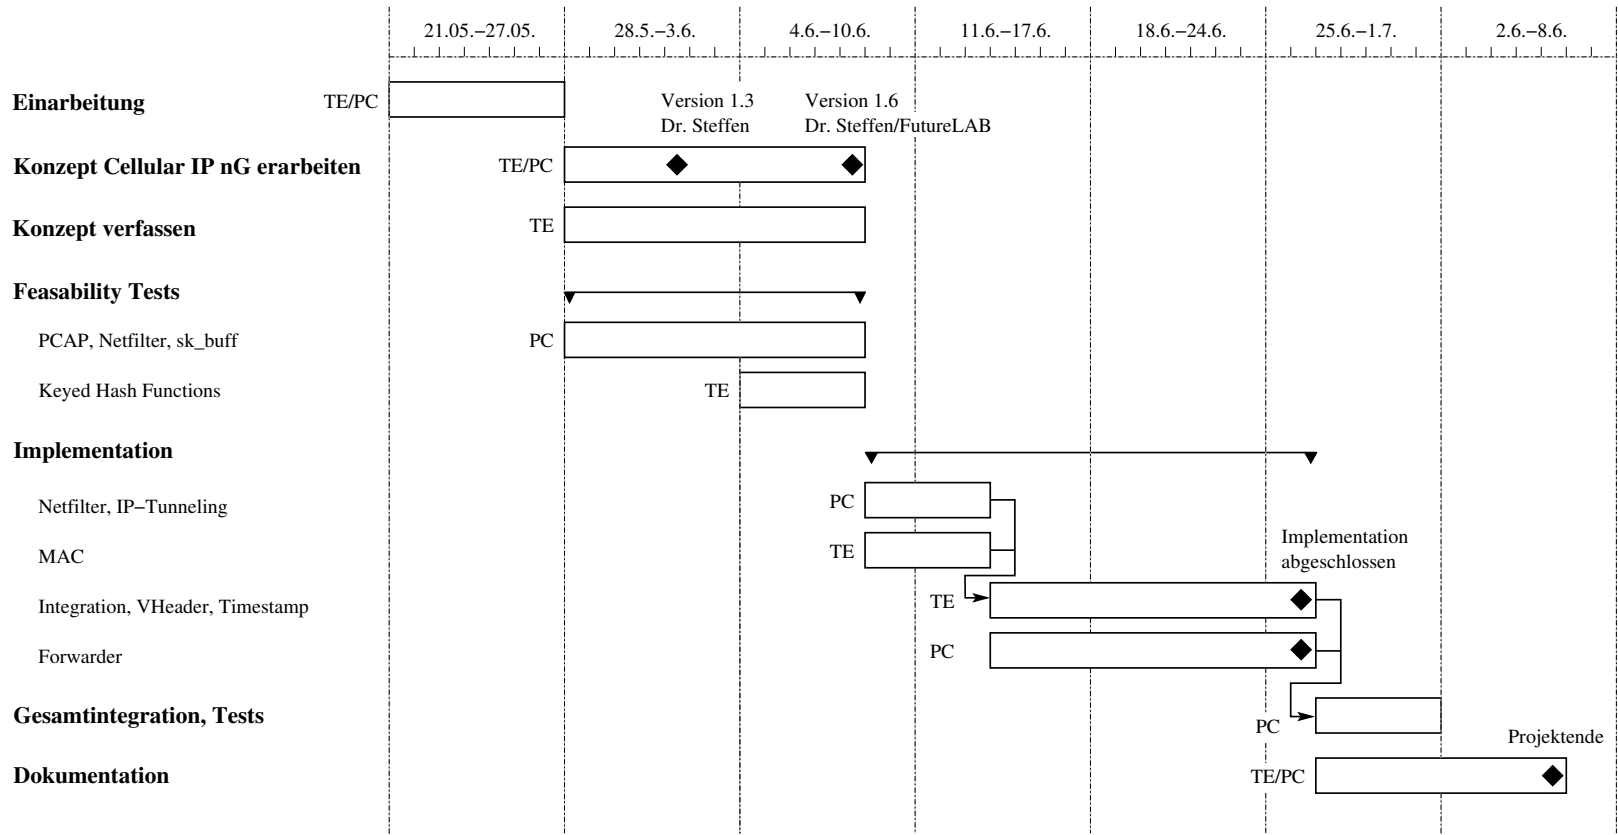 21.05.−27.05.
28.5.−3.6.
4.6.−10.6.
11.6.−17.6.
18.6.−24.6.
25.6.−1.7.
2.6.−8.6.
Einarbeitung
TE/PC
Version 1.3
Dr. Steffen
Version 1.6
Dr. Steffen/FutureLAB
Konzept Cellular IP nG erarbeiten
TE/PC
Konzept verfassen
TE
Feasability Tests
PCAP, Netfilter, sk_buff
PC
Keyed Hash Functions
TE
Implementation
Netfilter, IP−Tunneling
PC
MAC
TE
Implementation
abgeschlossen
Integration, VHeader, Timestamp
TE
Forwarder
PC
Gesamtintegration, Tests
PC
Projektende
Dokumentation
TE/PC